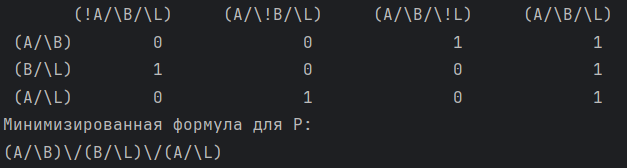 (!A/\B/\L) (A/\!B/\L) (A/\B/\!L) (A/\B/\L)
(A/\B) 0 0 1 1
(B/\L) 1 0 0 1
(A/\L) 0 1 0 1
Минимизированная формула для P:
(A/\B)\/(B/\L)\/(A/\L)